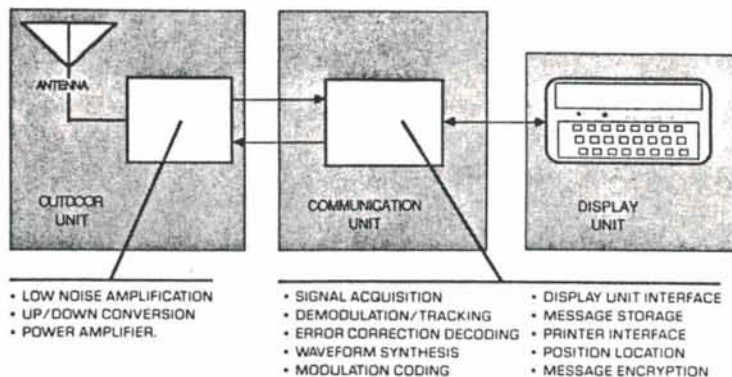 ANTENNA
OUTDOOR
UNIT
COMMUNICATION
UNIT
DISPLAY
UNIT
• LOW NOISE AMPLIFICATION
• UP/DOWN CONVERSION
• POWER AMPLIFIER.
• SIGNAL ACQUISITION
• DEMODULATION/TRACKING
• ERROR CORRECTION DECODING
• WAVEFORM SYNTHESIS
• MODULATION CODING
• DISPLAY UNIT INTERFACE
• MESSAGE STORAGE
• PRINTER INTERFACE
• POSITION LOCATION
• MESSAGE ENCRYPTION